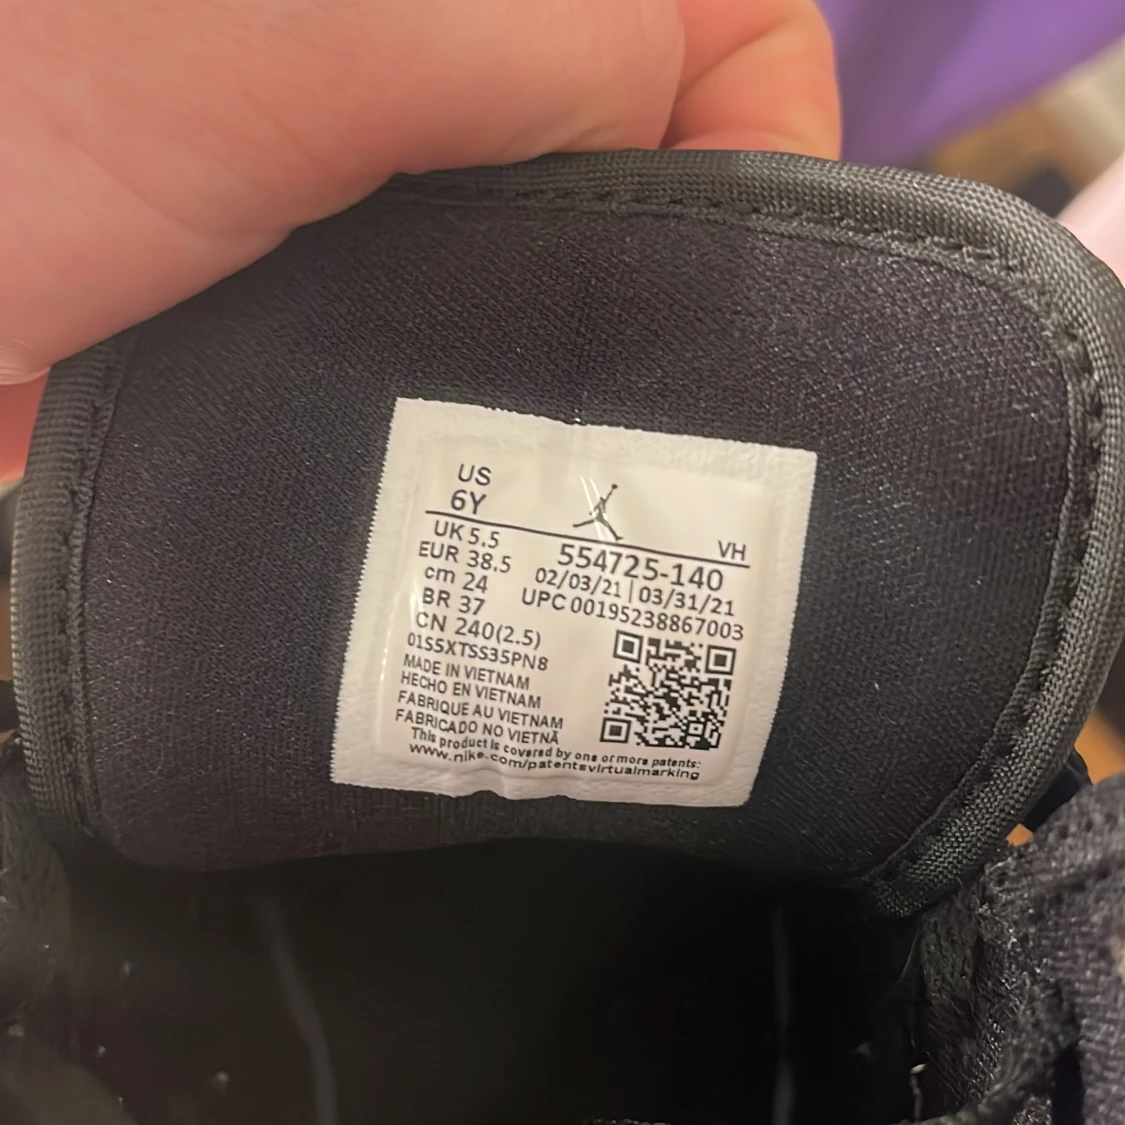 US
6Y
VH
UK 5.5
EUR 38.5
cm 24
BR 37
CN 240(2.5)
01S5XTSS35PN8
554725-140
02/03/21 | 03/31/21
UPC 00195238867003
MADE IN VIETNAM
HECHO EN VIETNAM
FABRIQUE AU VIETNAM
FABRICADO NO VIETNÃ
This product is covered by one or more patents:
www.nike.com/patentsvirtualmarking